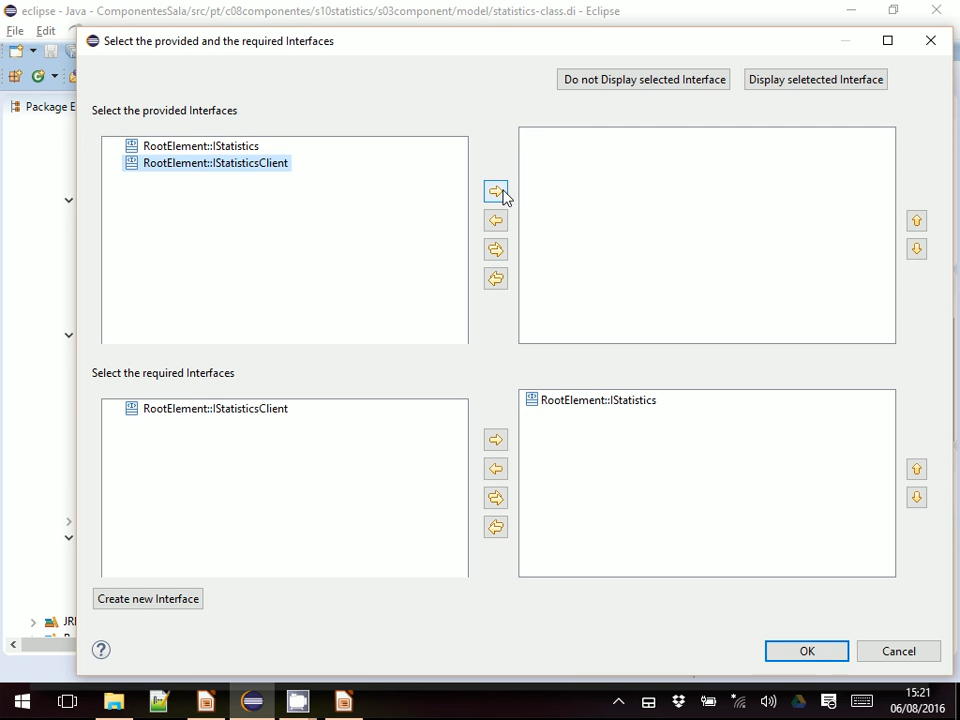 eclipse - Java - ComponentesSala/src/pt/c08componentes/s10statistics/s03component/model/statistics-class.di - Eclipse
File Edit
Select the provided and the required Interfaces
Do not Display selected Interface
Display seletected Interface
Package E
Select the provided Interfaces
RootElement::IStatistics
RootElement::IStatisticsClient
Select the required Interfaces
RootElement::IStatisticsClient
RootElement::IStatistics
Create new Interface
JRE
OK
Cancel
15:21
06/08/2016